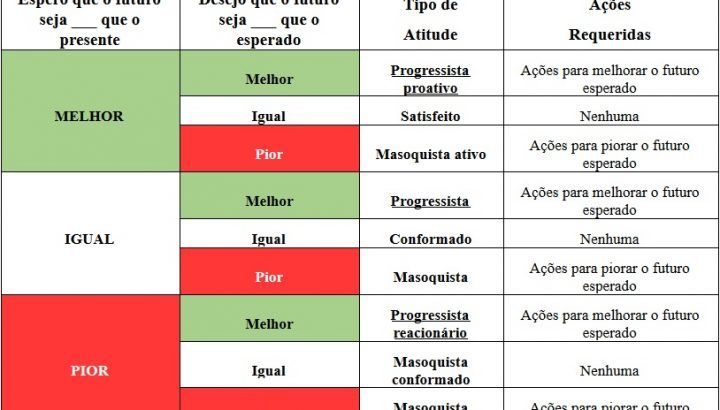 Espero que o futuro
seja ___ que o
presente
Desejo que o futuro
seja ___ que o
esperado
Tipo de
Atitude
Ações
Requeridas
MELHOR
Melhor
Progressista
proativo
Ações para melhorar o futuro
esperado
Igual
Satisfeito
Nenhuma
Pior
Masoquista ativo
Ações para piorar o futuro
esperado
IGUAL
Melhor
Progressista
Ações para melhorar o futuro
esperado
Igual
Conformado
Nenhuma
Pior
Masoquista
Ações para piorar o futuro
esperado
PIOR
Melhor
Progressista
reacionário
Ações para melhorar o futuro
esperado
Igual
Masoquista
conformado
Nenhuma
Masoquista
Ações para piorar o futuro